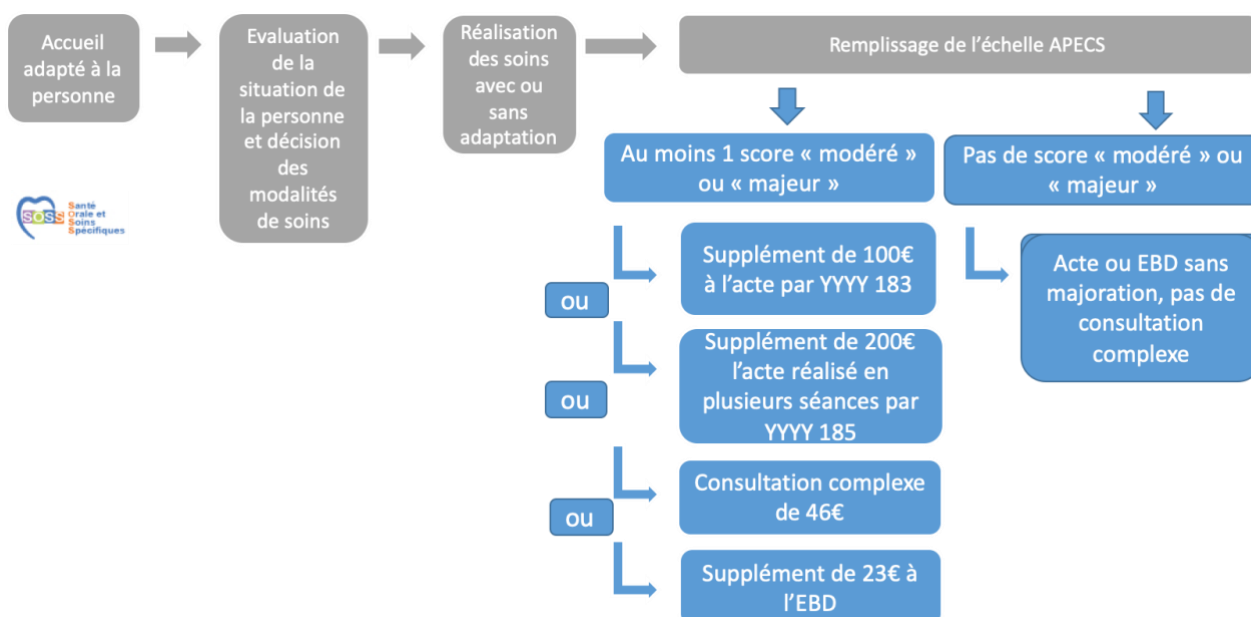 Accueil
adapté à la
personne
Evaluation
de la
situation de
la personne
et décision
des
modalités
de soins
Réalisation
des soins
avec ou
sans
adaptation
Remplissage de l’échelle APECS
Au moins 1 score « modéré »
ou « majeur »
Pas de score « modéré » ou
« majeur »
SOSS
Santé
Orale et
Soins
Spécifiques
Supplément de 100€
à l’acte par YYYY 183
ou
Supplément de 200€
l’acte réalisé en
plusieurs séances par
YYYY 185
ou
Consultation complexe
de 46€
ou
Supplément de 23€ à
l’EBD
Acte ou EBD sans
majoration, pas de
consultation
complexe